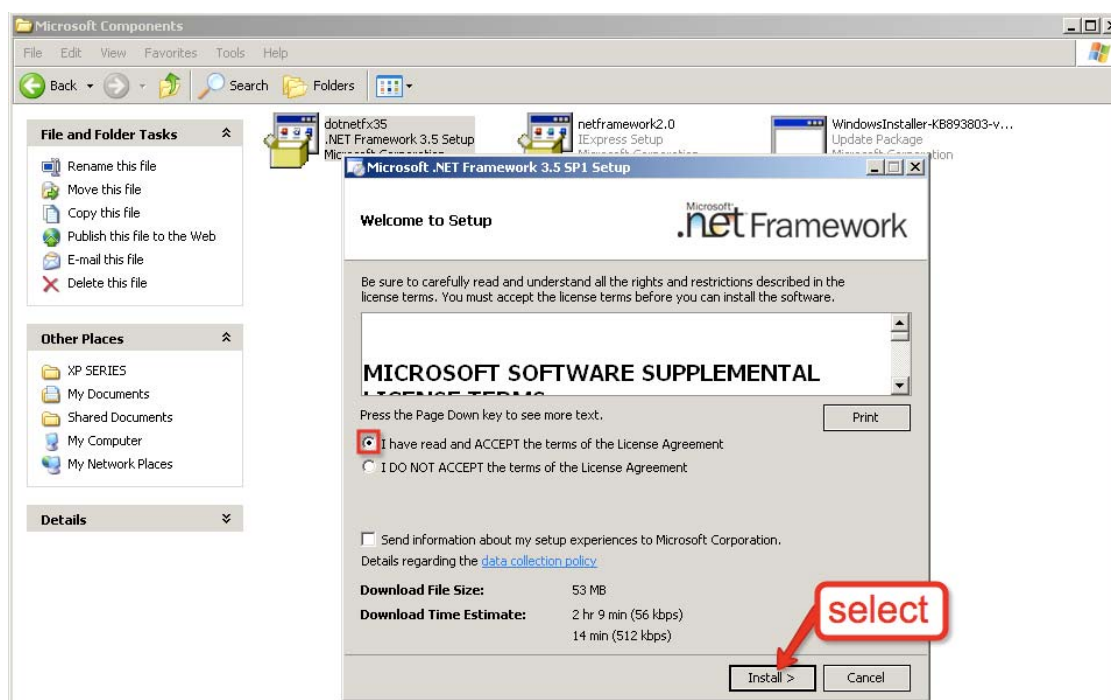 Microsoft Components
File Edit View Favorites Tools Help
Back Search Folders
File and Folder Tasks
Rename this file
Move this file
Copy this file
Publish this file to the Web
E-mail this file
Delete this file
Other Places
XP SERIES
My Documents
Shared Documents
My Computer
My Network Places
Details
dotnetfx35
.NET Framework 3.5 Setup
netframework2.0
IExpress Setup
Microsoft Corporation
WindowsInstaller-KB893803-v...
Update Package
Microsoft Corporation
Microsoft .NET Framework 3.5 SP1 Setup
Welcome to Setup
Microsoft
.net Framework
Be sure to carefully read and understand all the rights and restrictions described in the
license terms. You must accept the license terms before you can install the software.
MICROSOFT SOFTWARE SUPPLEMENTAL
LICENSE TERMS
Press the Page Down key to see more text.
Print
I have read and ACCEPT the terms of the License Agreement
I DO NOT ACCEPT the terms of the License Agreement
Send information about my setup experiences to Microsoft Corporation.
Details regarding the data collection policy
Download File Size: 53 MB
Download Time Estimate: 2 hr 9 min (56 kbps)
14 min (512 kbps)
select
Install >
Cancel